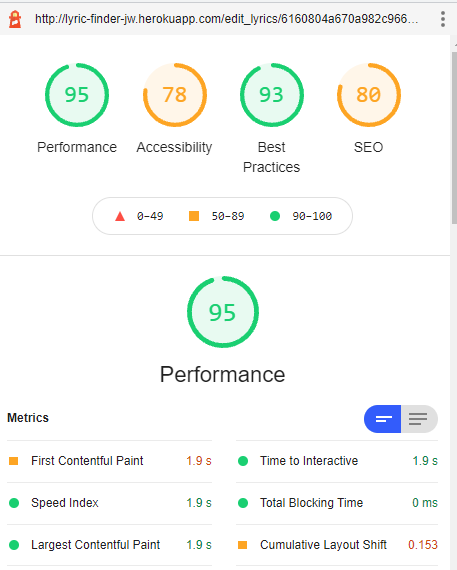 http://lyric-finder-jw.herokuapp.com/edit_lyrics/6160804a670a982c966...
95 78 93 80
Performance Accessibility Best Practices SEO
0–49 50–89 90–100
95
Performance
Metrics
First Contentful Paint 1.9 s Time to Interactive 1.9 s
Speed Index 1.9 s Total Blocking Time 0 ms
Largest Contentful Paint 1.9 s Cumulative Layout Shift 0.153